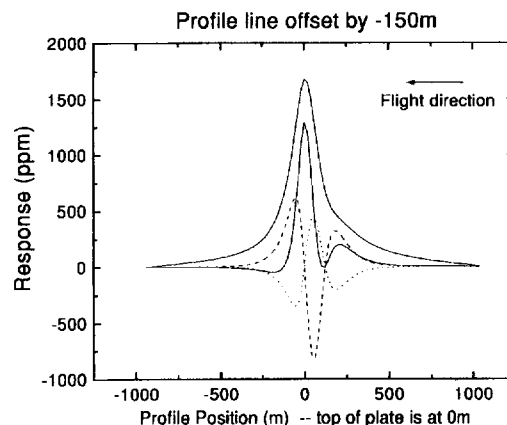 Profile line offset by -150m
2000
1500
1000
500
0
-500
-1000
Response (ppm)
Flight direction
-1000 -500 0 500 1000
Profile Position (m) -- top of plate is at 0m